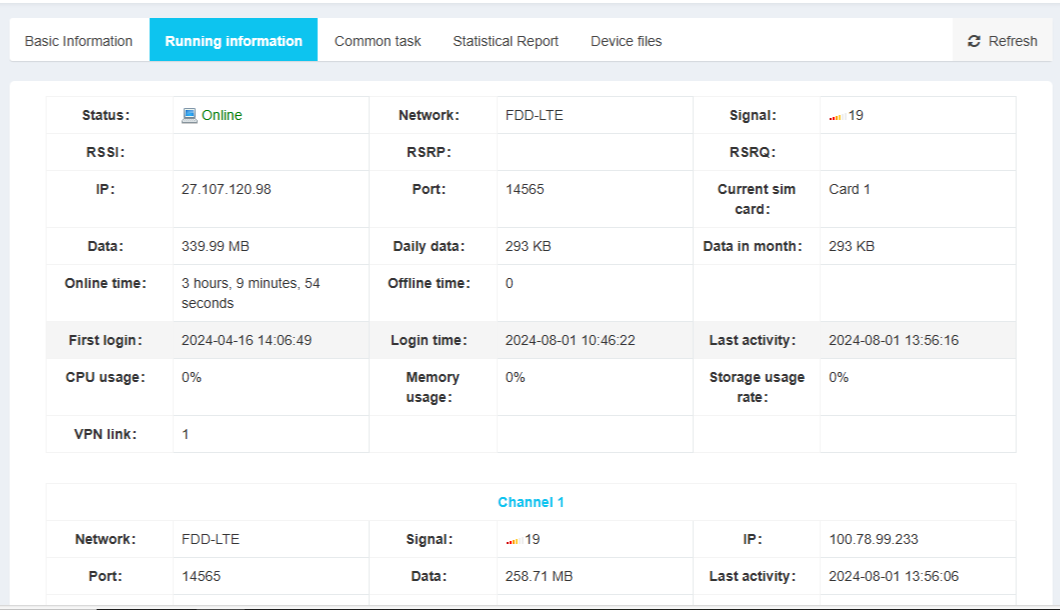 Basic Information Running information Common task Statistical Report Device files Refresh
Status: Online Network: FDD-LTE Signal: 19
RSSI: RSRP: RSRQ:
IP: 27.107.120.98 Port: 14565 Current sim card: Card 1
Data: 339.99 MB Daily data: 293 KB Data in month: 293 KB
Online time: 3 hours, 9 minutes, 54 seconds Offline time: 0
First login: 2024-04-16 14:06:49 Login time: 2024-08-01 10:46:22 Last activity: 2024-08-01 13:56:16
CPU usage: 0% Memory usage: 0% Storage usage rate: 0%
VPN link: 1
Channel 1
Network: FDD-LTE Signal: 19 IP: 100.78.99.233
Port: 14565 Data: 258.71 MB Last activity: 2024-08-01 13:56:06